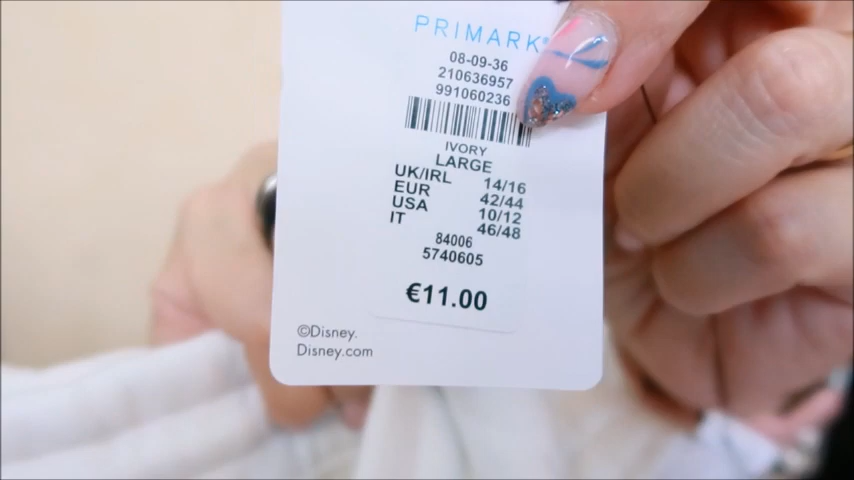 PRIMARK®
08-09-36
210636957
991060236
IVORY
LARGE
UK/IRL 14/16
EUR 42/44
USA 10/12
IT 46/48
84006
5740605
€11.00
©Disney.
Disney.com